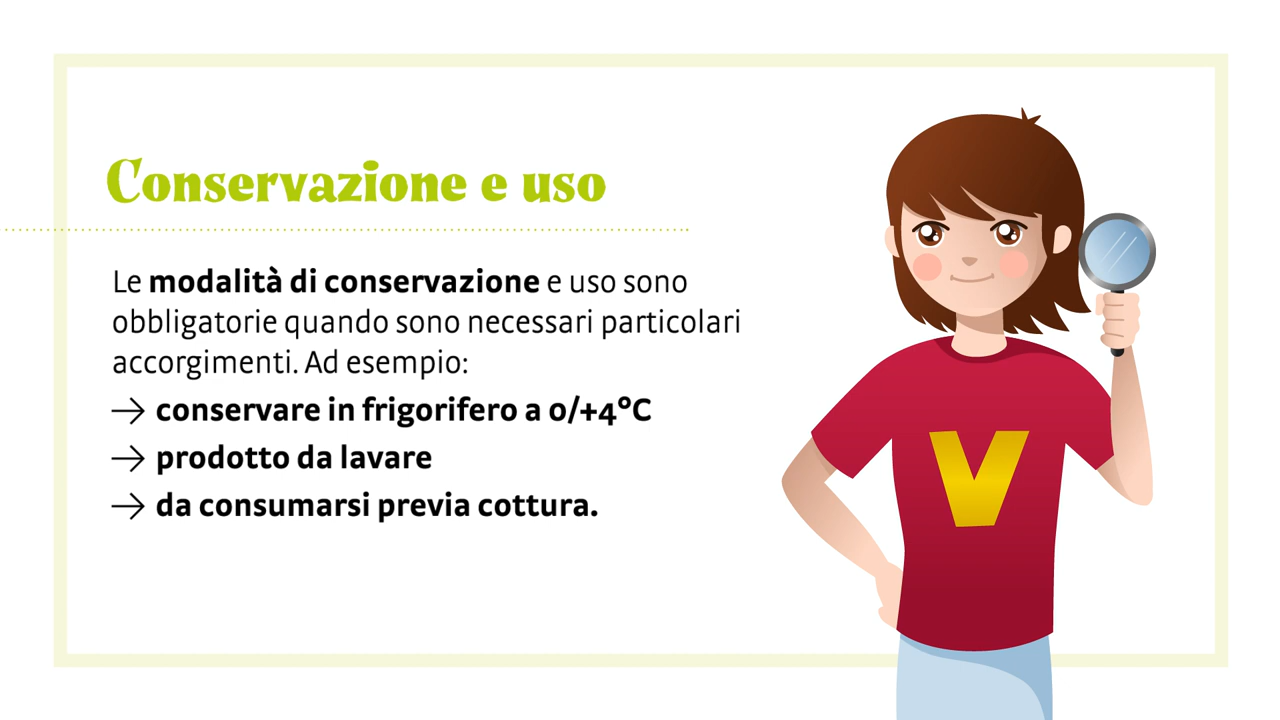 Conservazione e uso
Le modalità di conservazione e uso sono
obbligatorie quando sono necessari particolari
accorgimenti. Ad esempio:
→ conservare in frigorifero a 0/+4°C
→ prodotto da lavare
→ da consumarsi previa cottura.
V